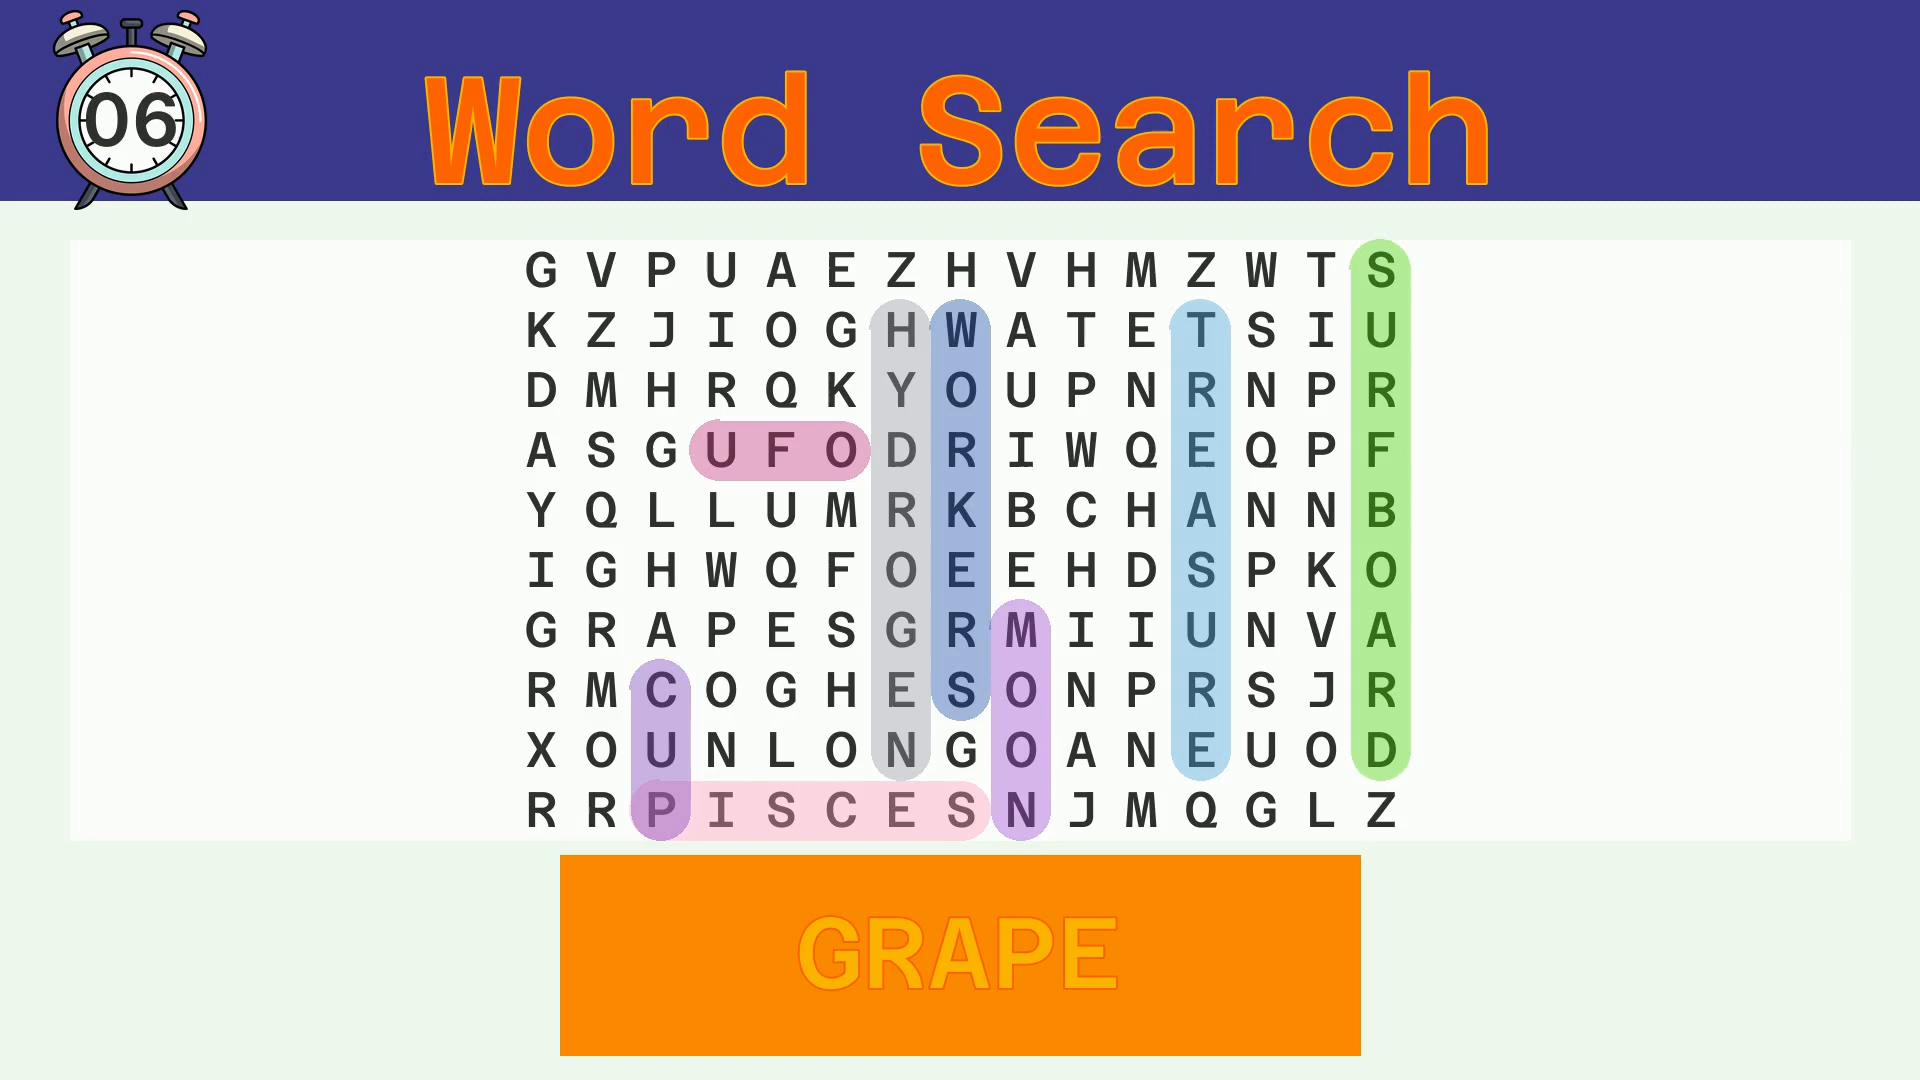 06
Word Search
G V P U A E Z H V H M Z W T S
K Z J I O G H W A T E T S I U
D M H R Q K Y O U P N R N P R
A S G U F O D R I W Q E Q P F
Y Q L L U M R K B C H A N N B
I G H W Q F O E E H D S P K O
G R A P E S G R M I I U N V A
R M C O G H E S O N P R S J R
X O U N L O N G O A N E U O D
R R P I S C E S N J M Q G L Z
GRAPE